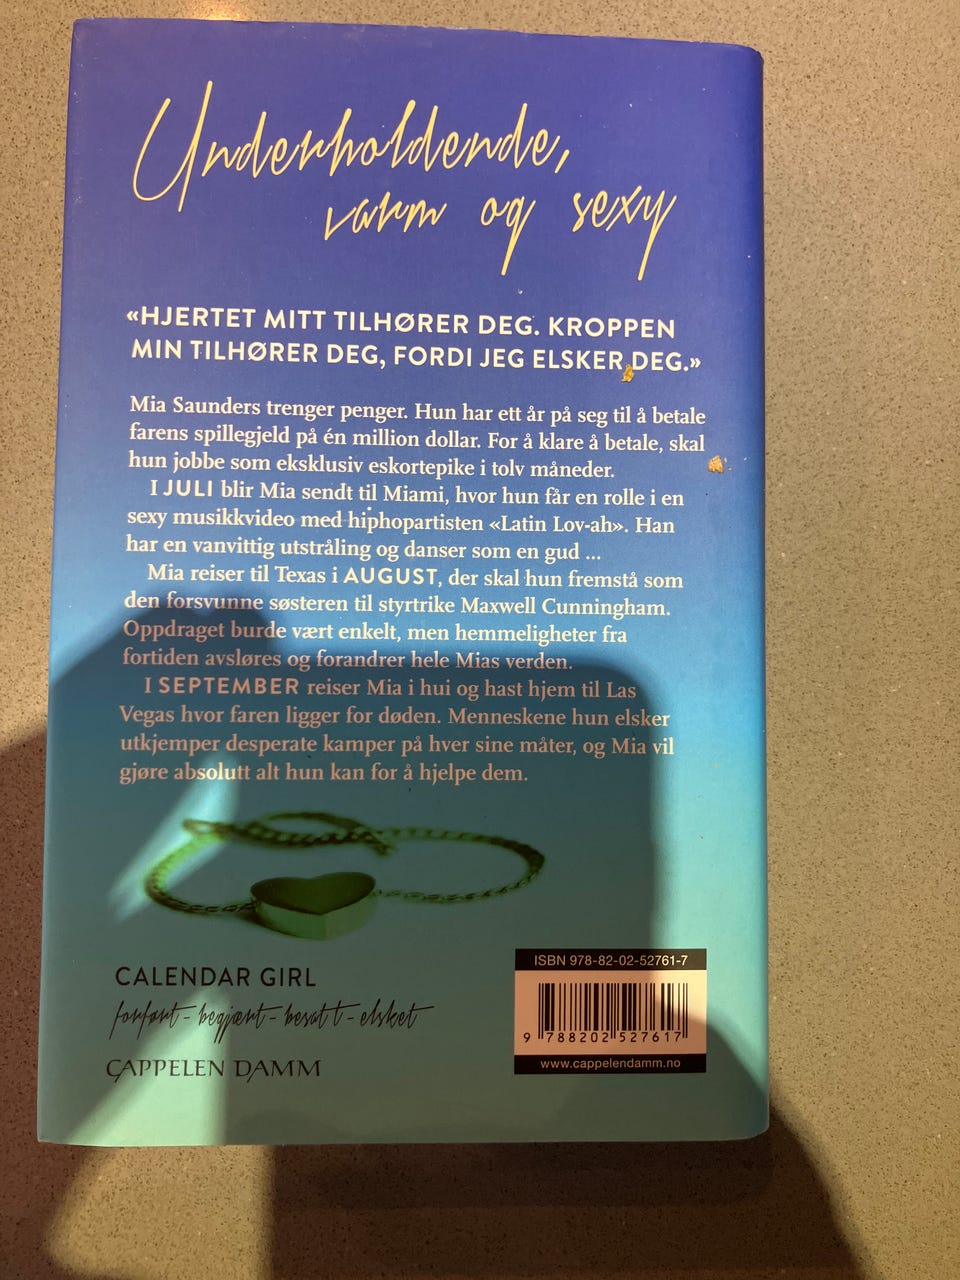 Underholdende,
varm og sexy
«HJERTET MITT TILHØRER DEG. KROPPEN
MIN TILHØRER DEG, FORDI JEG ELSKER DEG.»
Mia Saunders trenger penger. Hun har ett år på seg til å betale
farens spillegjeld på én million dollar. For å klare å betale, skal
hun jobbe som eksklusiv eskortepike i tolv måneder.
I JULI blir Mia sendt til Miami, hvor hun får en rolle i en
sexy musikkvideo med hiphopartisten «Latin Lov-ah». Han
har en vanvittig utstråling og danser som en gud ...
Mia reiser til Texas i AUGUST, der skal hun fremstå som
den forsvunne søsteren til styrtrike Maxwell Cunningham.
Oppdraget burde vært enkelt, men hemmeligheter fra
fortiden avsløres og forandrer hele Mias verden.
I SEPTEMBER reiser Mia i hui og hast hjem til Las
Vegas hvor faren ligger for døden. Menneskene hun elsker
utkjemper desperate kamper på hver sine måter, og Mia vil
gjøre absolutt alt hun kan for å hjelpe dem.
CALENDAR GIRL
forført - begjært - besatt - elsket
CAPPELEN DAMM
ISBN 978-82-02-52761-7
9 788202 527617
www.cappelendamm.no